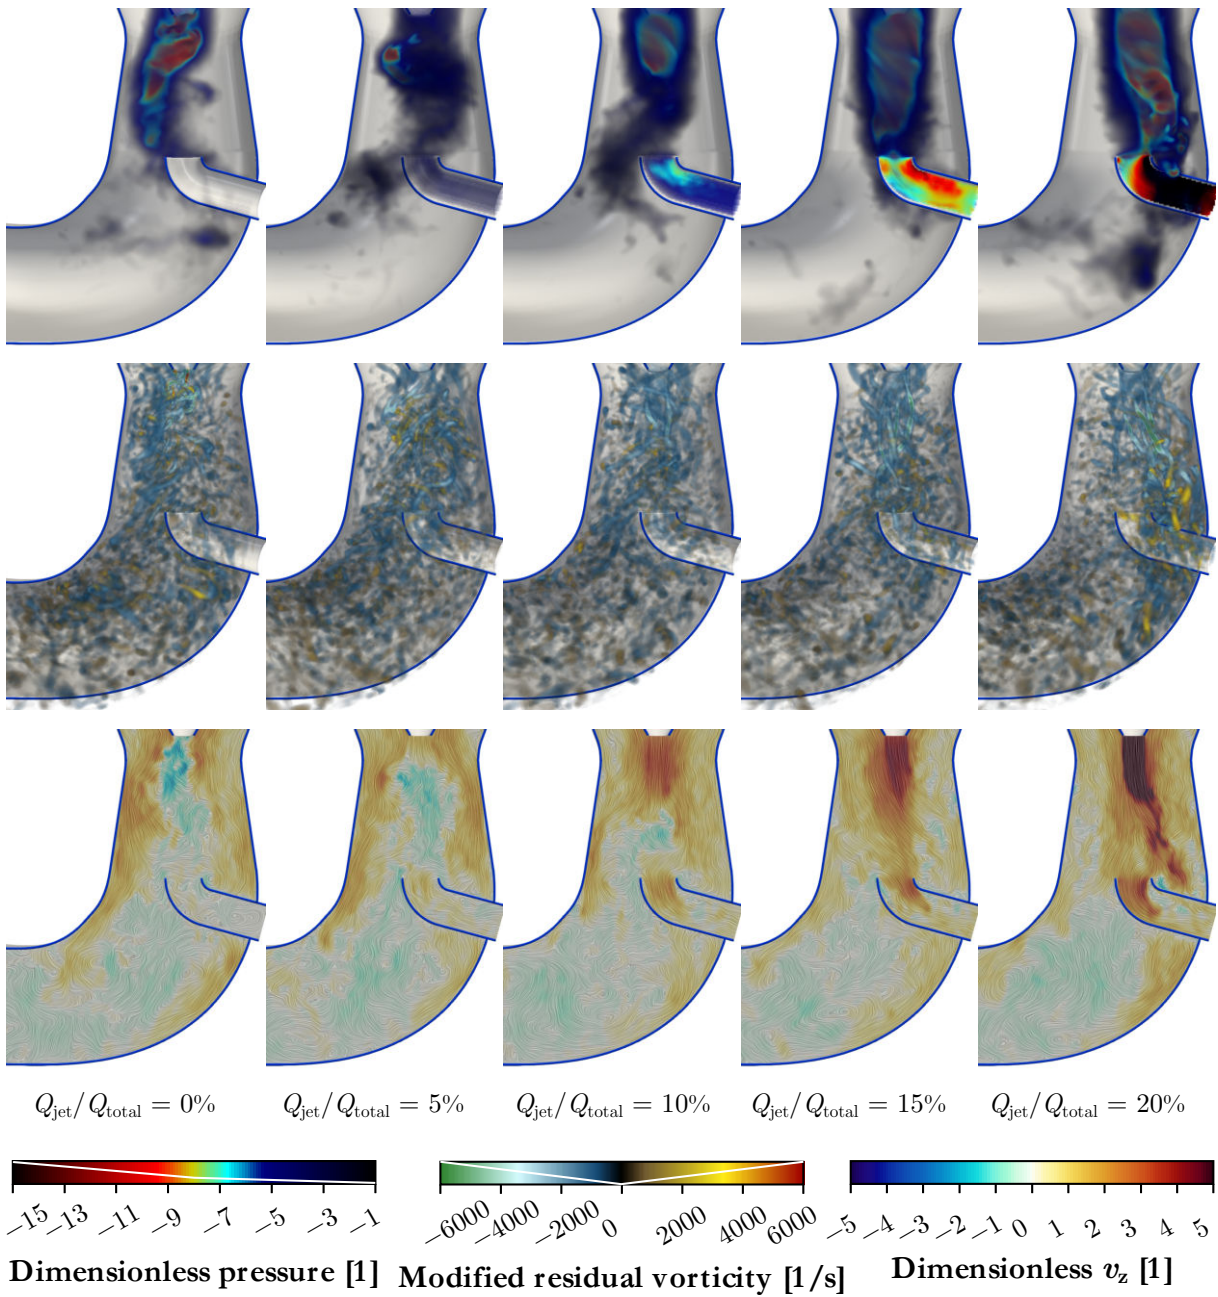 Q_jet/Q_total = 0% Q_jet/Q_total = 5% Q_jet/Q_total = 10% Q_jet/Q_total = 15% Q_jet/Q_total = 20%
−15 −13 −11 −9 −7 −5 −3 −1
Dimensionless pressure [1]
−6000 −4000 −2000 0 2000 4000 6000
Modified residual vorticity [1/s]
−5 −4 −3 −2 −1 0 1 2 3 4 5
Dimensionless v_z [1]